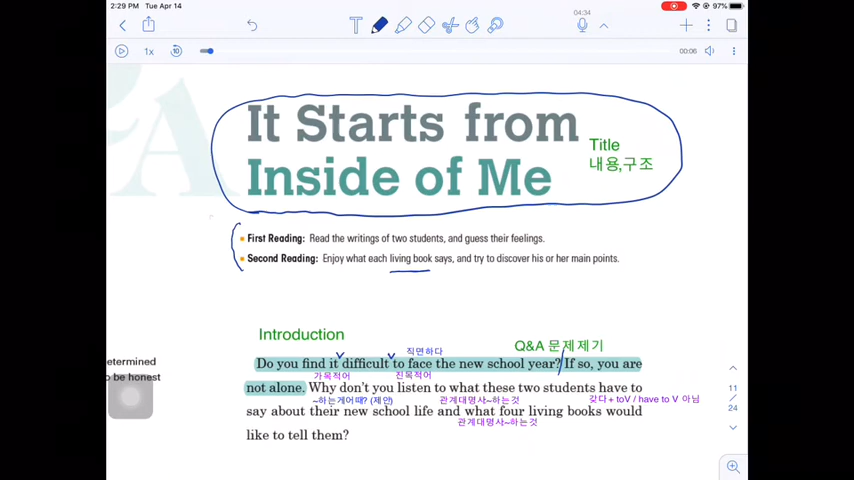 2:29 PM Tue Apr 14
97%
04:34
1x
10
00:06
It Starts from
Title
Inside of Me
내용,구조
First Reading: Read the writings of two students, and guess their feelings.
Second Reading: Enjoy what each living book says, and try to discover his or her main points.
Introduction
Q&A 문제제기
직면하다
etermined
Do you find it difficult to face the new school year? If so, you are
가목적어
진목적어
o be honest
not alone. Why don't you listen to what these two students have to
~하는게어때? (제안)
관계대명사~하는것
갖다+ toV / have to V 아님
say about their new school life and what four living books would
관계대명사~하는것
like to tell them?
11
24